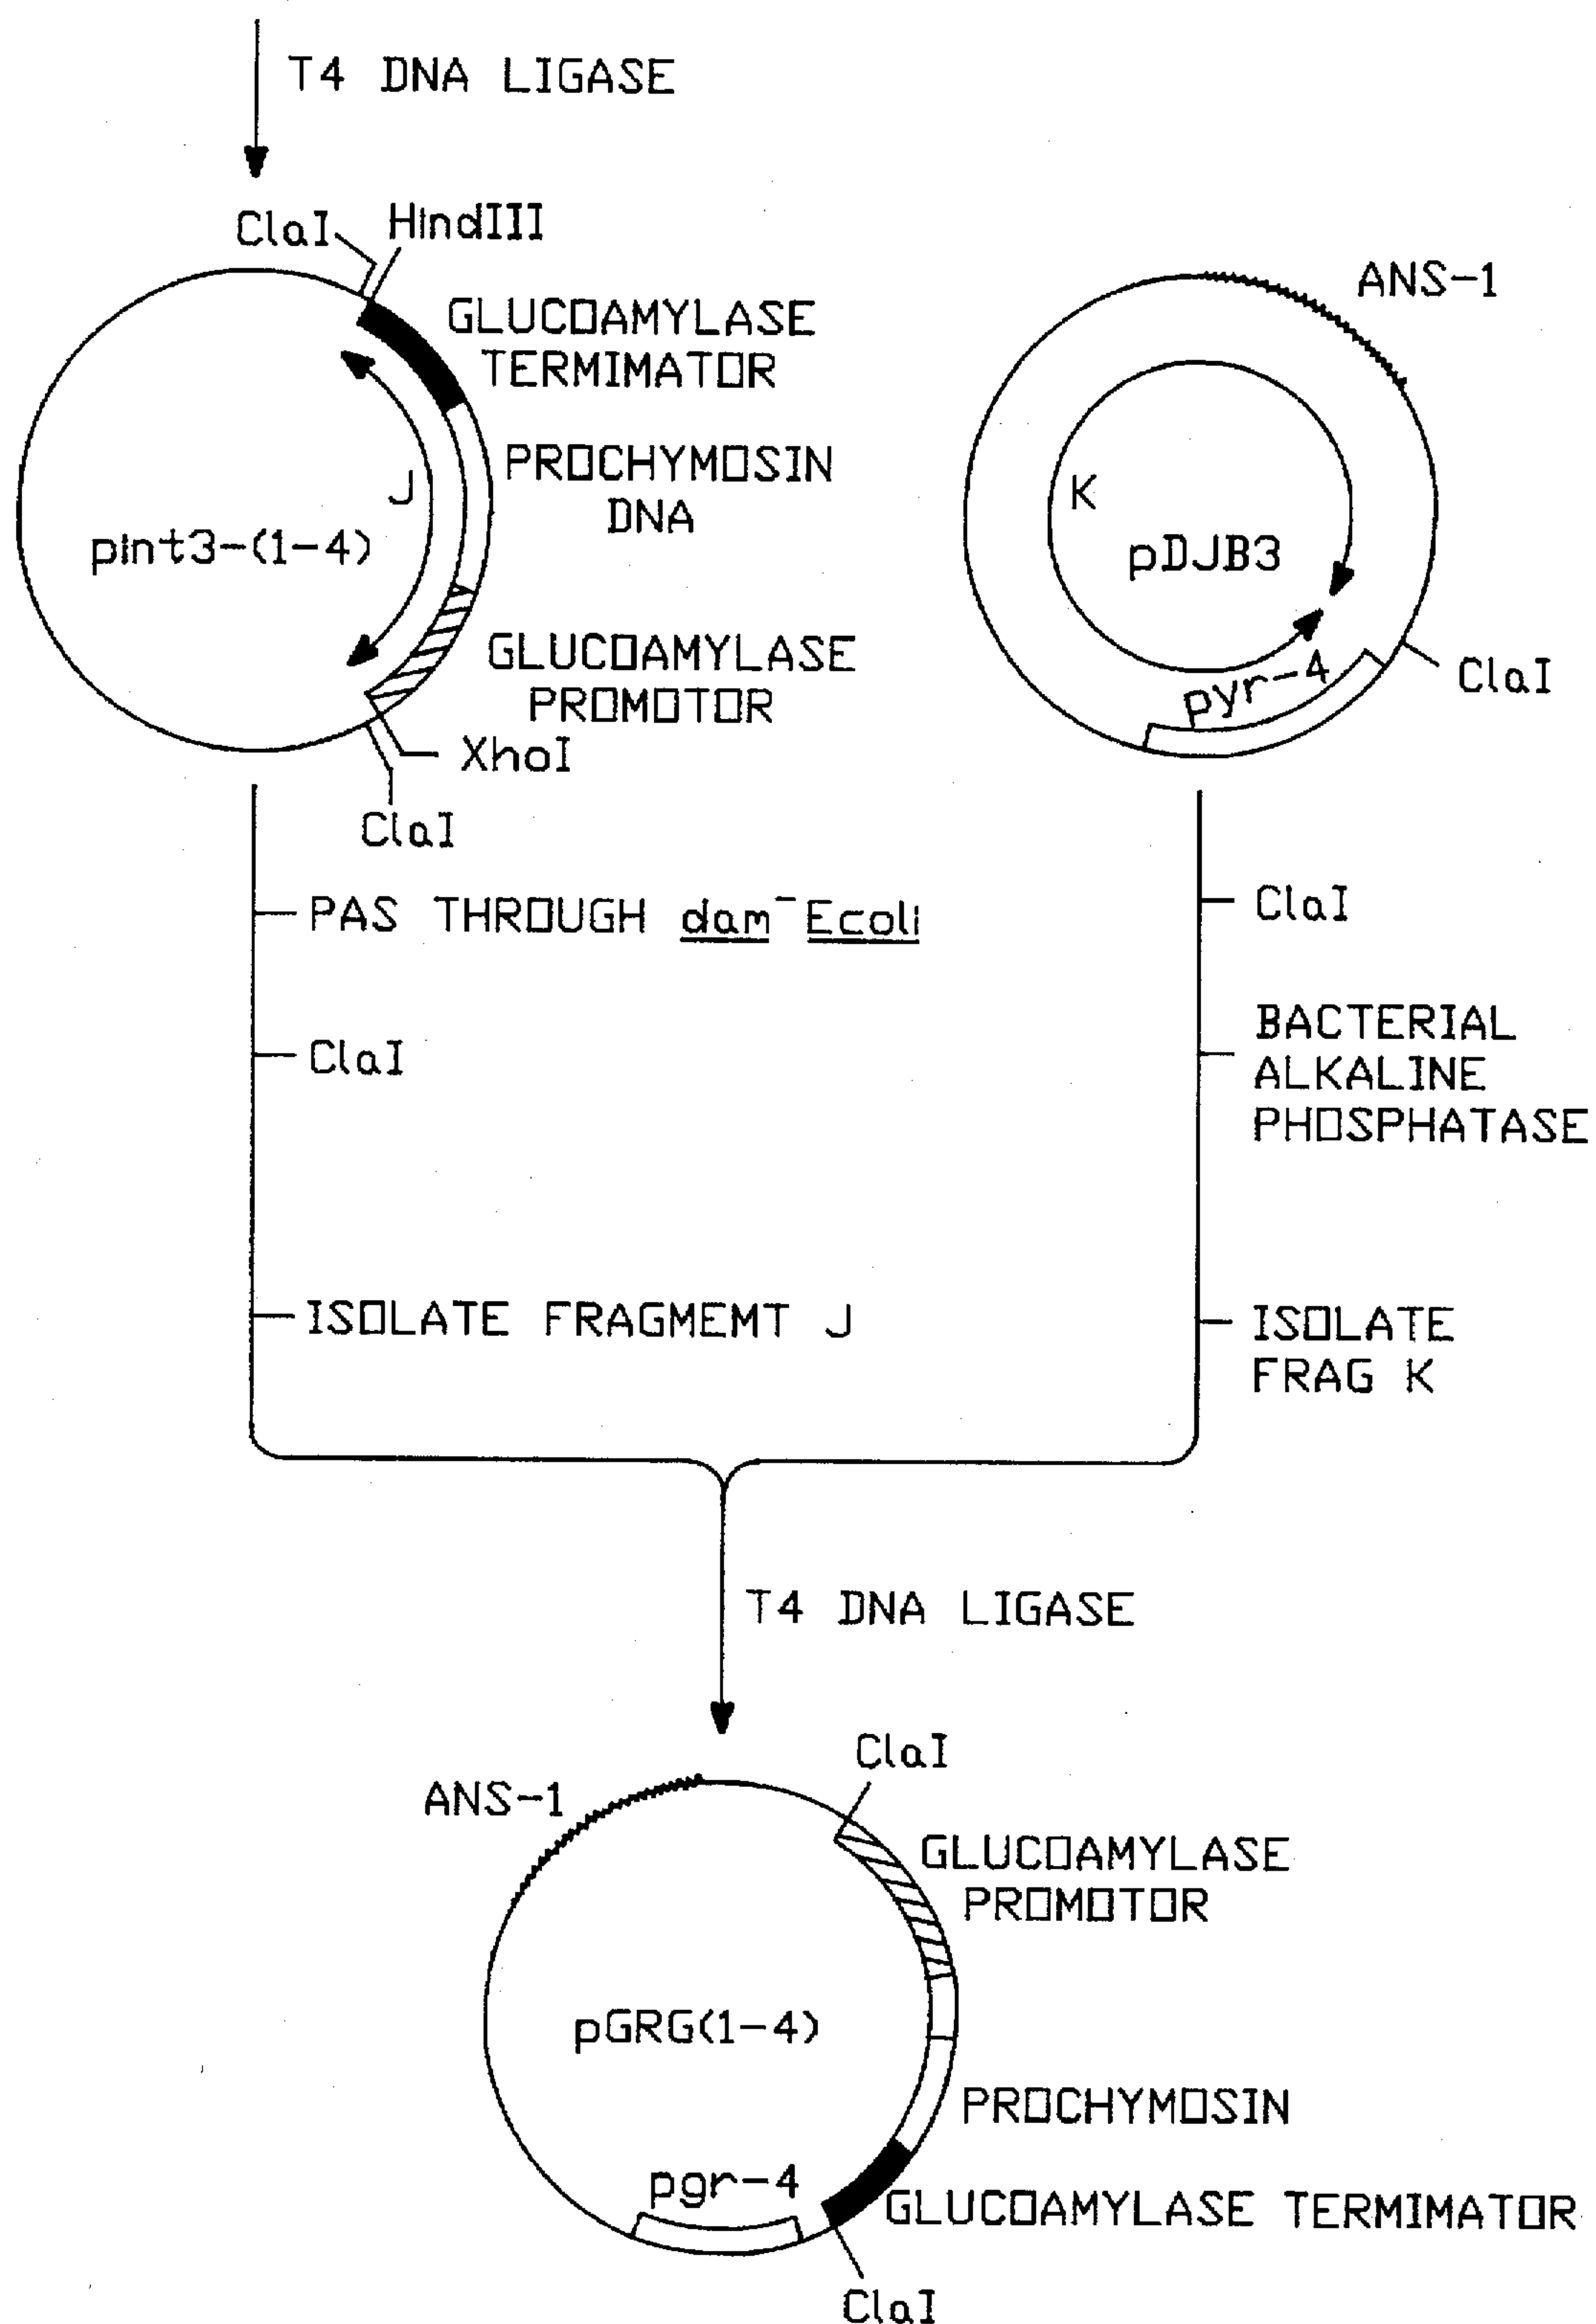 T4 DNA LIGASE
ClaI
HindIII
GLUCOAMYLASE
TERMIMATOR
J
PROCHYMOSIN
DNA
pint3-(1-4)
GLUCOAMYLASE
PROMOTOR
XhoI
ClaI
ANS-1
K
pDJB3
pyr-4
ClaI
PAS THROUGH dam⁻ Ecoli
ClaI
ISOLATE FRAGMEMT J
ClaI
BACTERIAL
ALKALINE
PHOSPHATASE
ISOLATE
FRAG K
T4 DNA LIGASE
ClaI
ANS-1
GLUCOAMYLASE
PROMOTOR
pGRG(1-4)
PROCHYMOSIN
pgr-4
GLUCOAMYLASE TERMIMATOR
ClaI